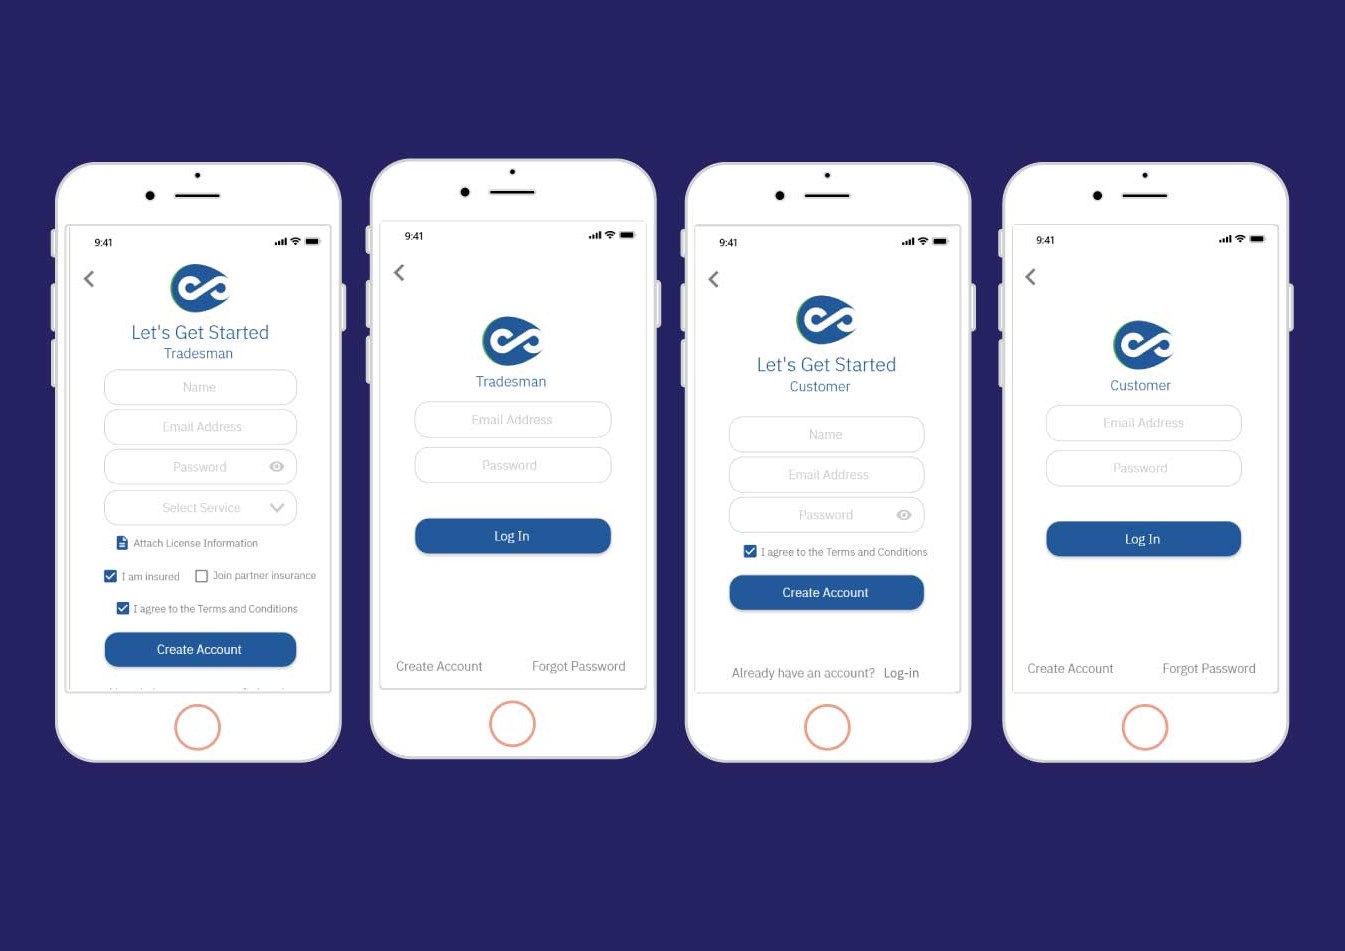 9:41
Let's Get Started
Tradesman
Name
Email Address
Password
Select Service
Attach License Information
I am insured
Join partner insurance
I agree to the Terms and Conditions
Create Account
9:41
Tradesman
Email Address
Password
Log In
Create Account
Forgot Password
9:41
Let's Get Started
Customer
Name
Email Address
Password
I agree to the Terms and Conditions
Create Account
Already have an account? Log-in
9:41
Customer
Email Address
Password
Log In
Create Account
Forgot Password